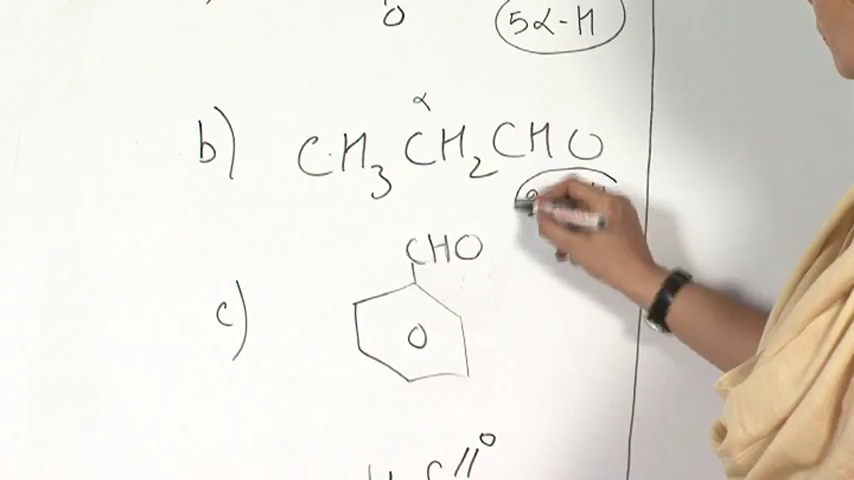 O
5α-H
α
b) CH₃CH₂CHO
CHO
c)
O
O